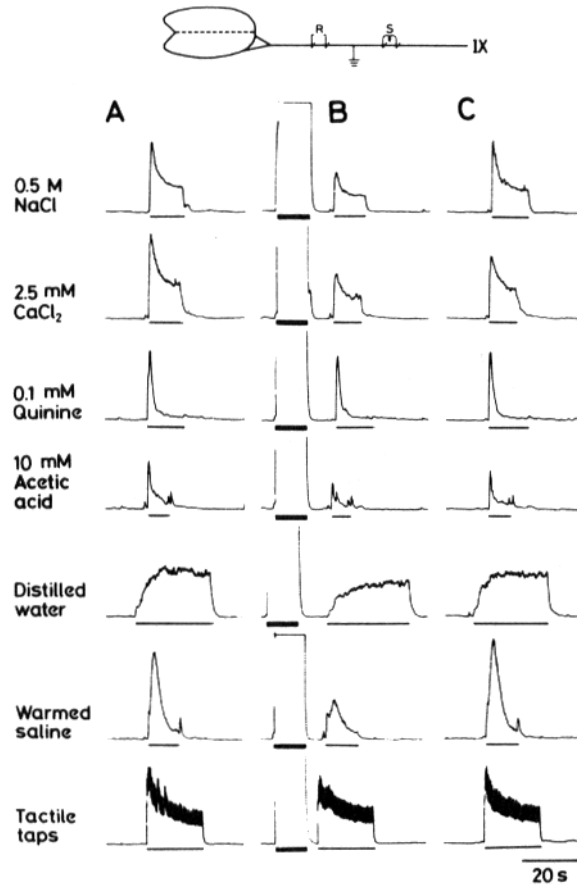 R S
IX
A B C
0.5 M
NaCl
2.5 mM
CaCl₂
0.1 mM
Quinine
10 mM
Acetic
acid
Distilled
water
Warmed
saline
Tactile
taps
20 s